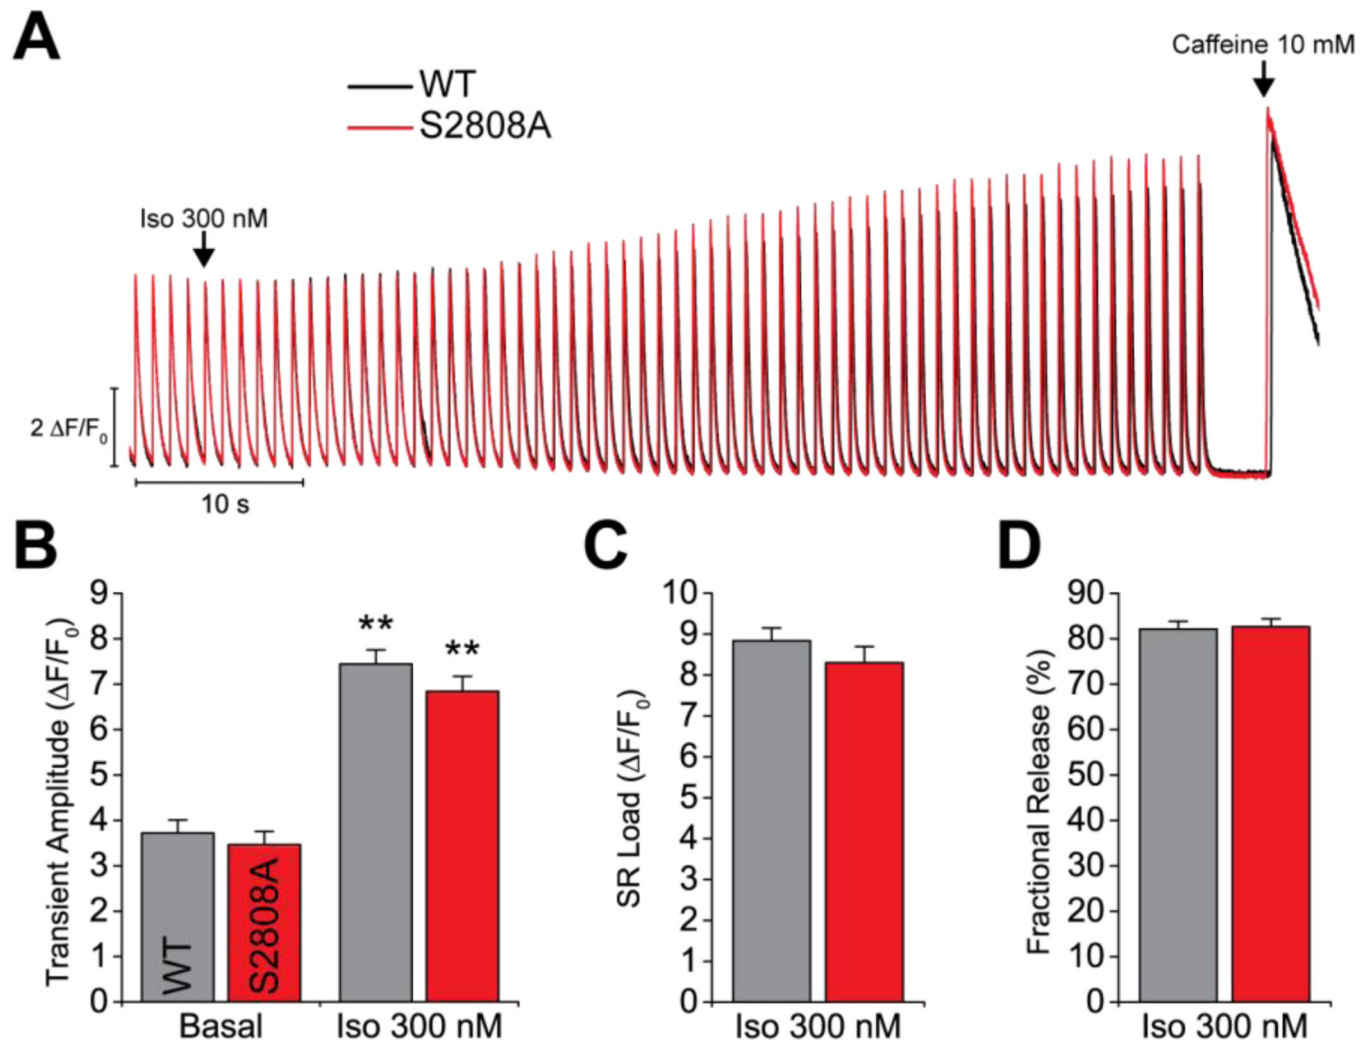 A
Caffeine 10 mM
WT
S2808A
Iso 300 nM
2 ΔF/F₀
10 s
B
Transient Amplitude (ΔF/F₀)
9
8
7
6
5
4
3
2
1
0
**
**
WT
S2808A
Basal
Iso 300 nM
C
SR Load (ΔF/F₀)
10
9
8
7
6
5
4
3
2
1
0
Iso 300 nM
D
Fractional Release (%)
90
80
70
60
50
40
30
20
10
0
Iso 300 nM